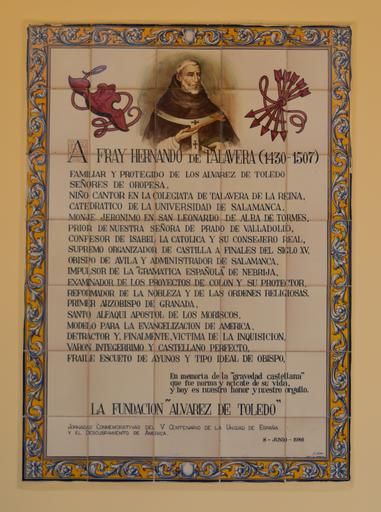 A FRAY HERNANDO DE TALAVERA (1430-1507)
FAMILIAR Y PROTEGIDO DE LOS ALVAREZ DE TOLEDO
SEÑORES DE OROPESA,
NIÑO CANTOR EN LA COLEGIATA DE TALAVERA DE LA REINA,
CATEDRATICO DE LA UNIVERSIDAD DE SALAMANCA,
MONJE JERONIMO EN SAN LEONARDO DE ALBA DE TORMES,
PRIOR DE NUESTRA SEÑORA DE PRADO DE VALLADOLID,
CONFESOR DE ISABEL LA CATOLICA Y SU CONSEJERO REAL,
SUPREMO ORGANIZADOR DE CASTILLA A FINALES DEL SIGLO XV,
OBISPO DE AVILA Y ADMINISTRADOR DE SALAMANCA,
IMPULSOR DE LA "GRAMATICA ESPAÑOLA DE NEBRIJA,
EXAMINADOR DE LOS PROYECTOS DE COLON Y SU PROTECTOR,
REFORMADOR DE LA NOBLEZA Y DE LAS ORDENES RELIGIOSAS,
PRIMER ARZOBISPO DE GRANADA,
SANTO ALFAQUI APOSTOL DE LOS MORISCOS,
MODELO PARA LA EVANGELIZACION DE AMERICA,
DETRACTOR Y, FINALMENTE, VICTIMA DE LA INQUISICION,
VARON INTEGERRIMO Y CASTELLANO PERFECTO,
FRAILE ESCUETO DE AYUNOS Y TIPO IDEAL DE OBISPO,
En memoria de la "gravedad castellana"
que fue norma y acicate de su vida,
y hoy es nuestro honor y nuestro orgullo.
LA FUNDACION "ALVAREZ DE TOLEDO"
JORNADAS CONMEMORATIVAS DEL V CENTENARIO DE LA UNIDAD DE ESPAÑA
Y EL DESCUBRIMIENTO DE AMERICA.
8-JUNIO-1986